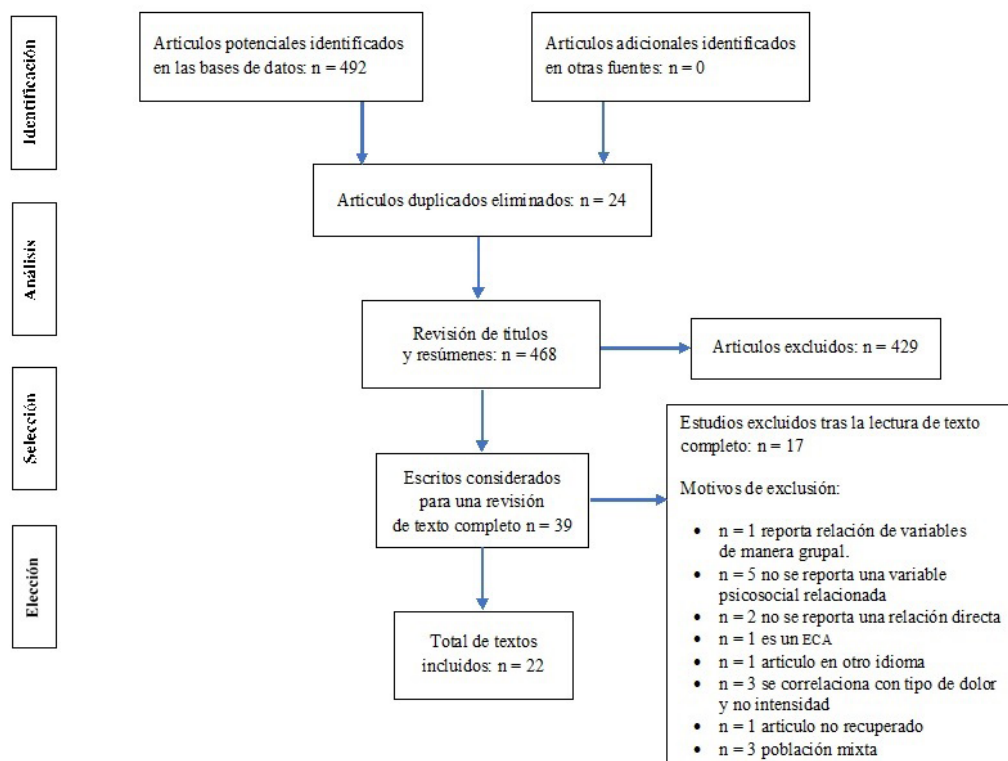 Identificación
Artículos potenciales identificados
en las bases de datos: n = 492
Artículos adicionales identificados
en otras fuentes: n = 0
Artículos duplicados eliminados: n = 24
Análisis
Revisión de títulos
y resúmenes: n = 468
Artículos excluidos: n = 429
Selección
Escritos considerados
para una revisión
de texto completo n = 39
Estudios excluidos tras la lectura de texto
completo: n = 17
Motivos de exclusión:
• n = 1 reporta relación de variables
de manera grupal.
• n = 5 no se reporta una variable
psicosocial relacionada
• n = 2 no se reporta una relación directa
• n = 1 es un ECA
• n = 1 artículo en otro idioma
• n = 3 se correlaciona con tipo de dolor
y no intensidad
• n = 1 artículo no recuperado
• n = 3 población mixta
Elección
Total de textos
incluidos: n = 22